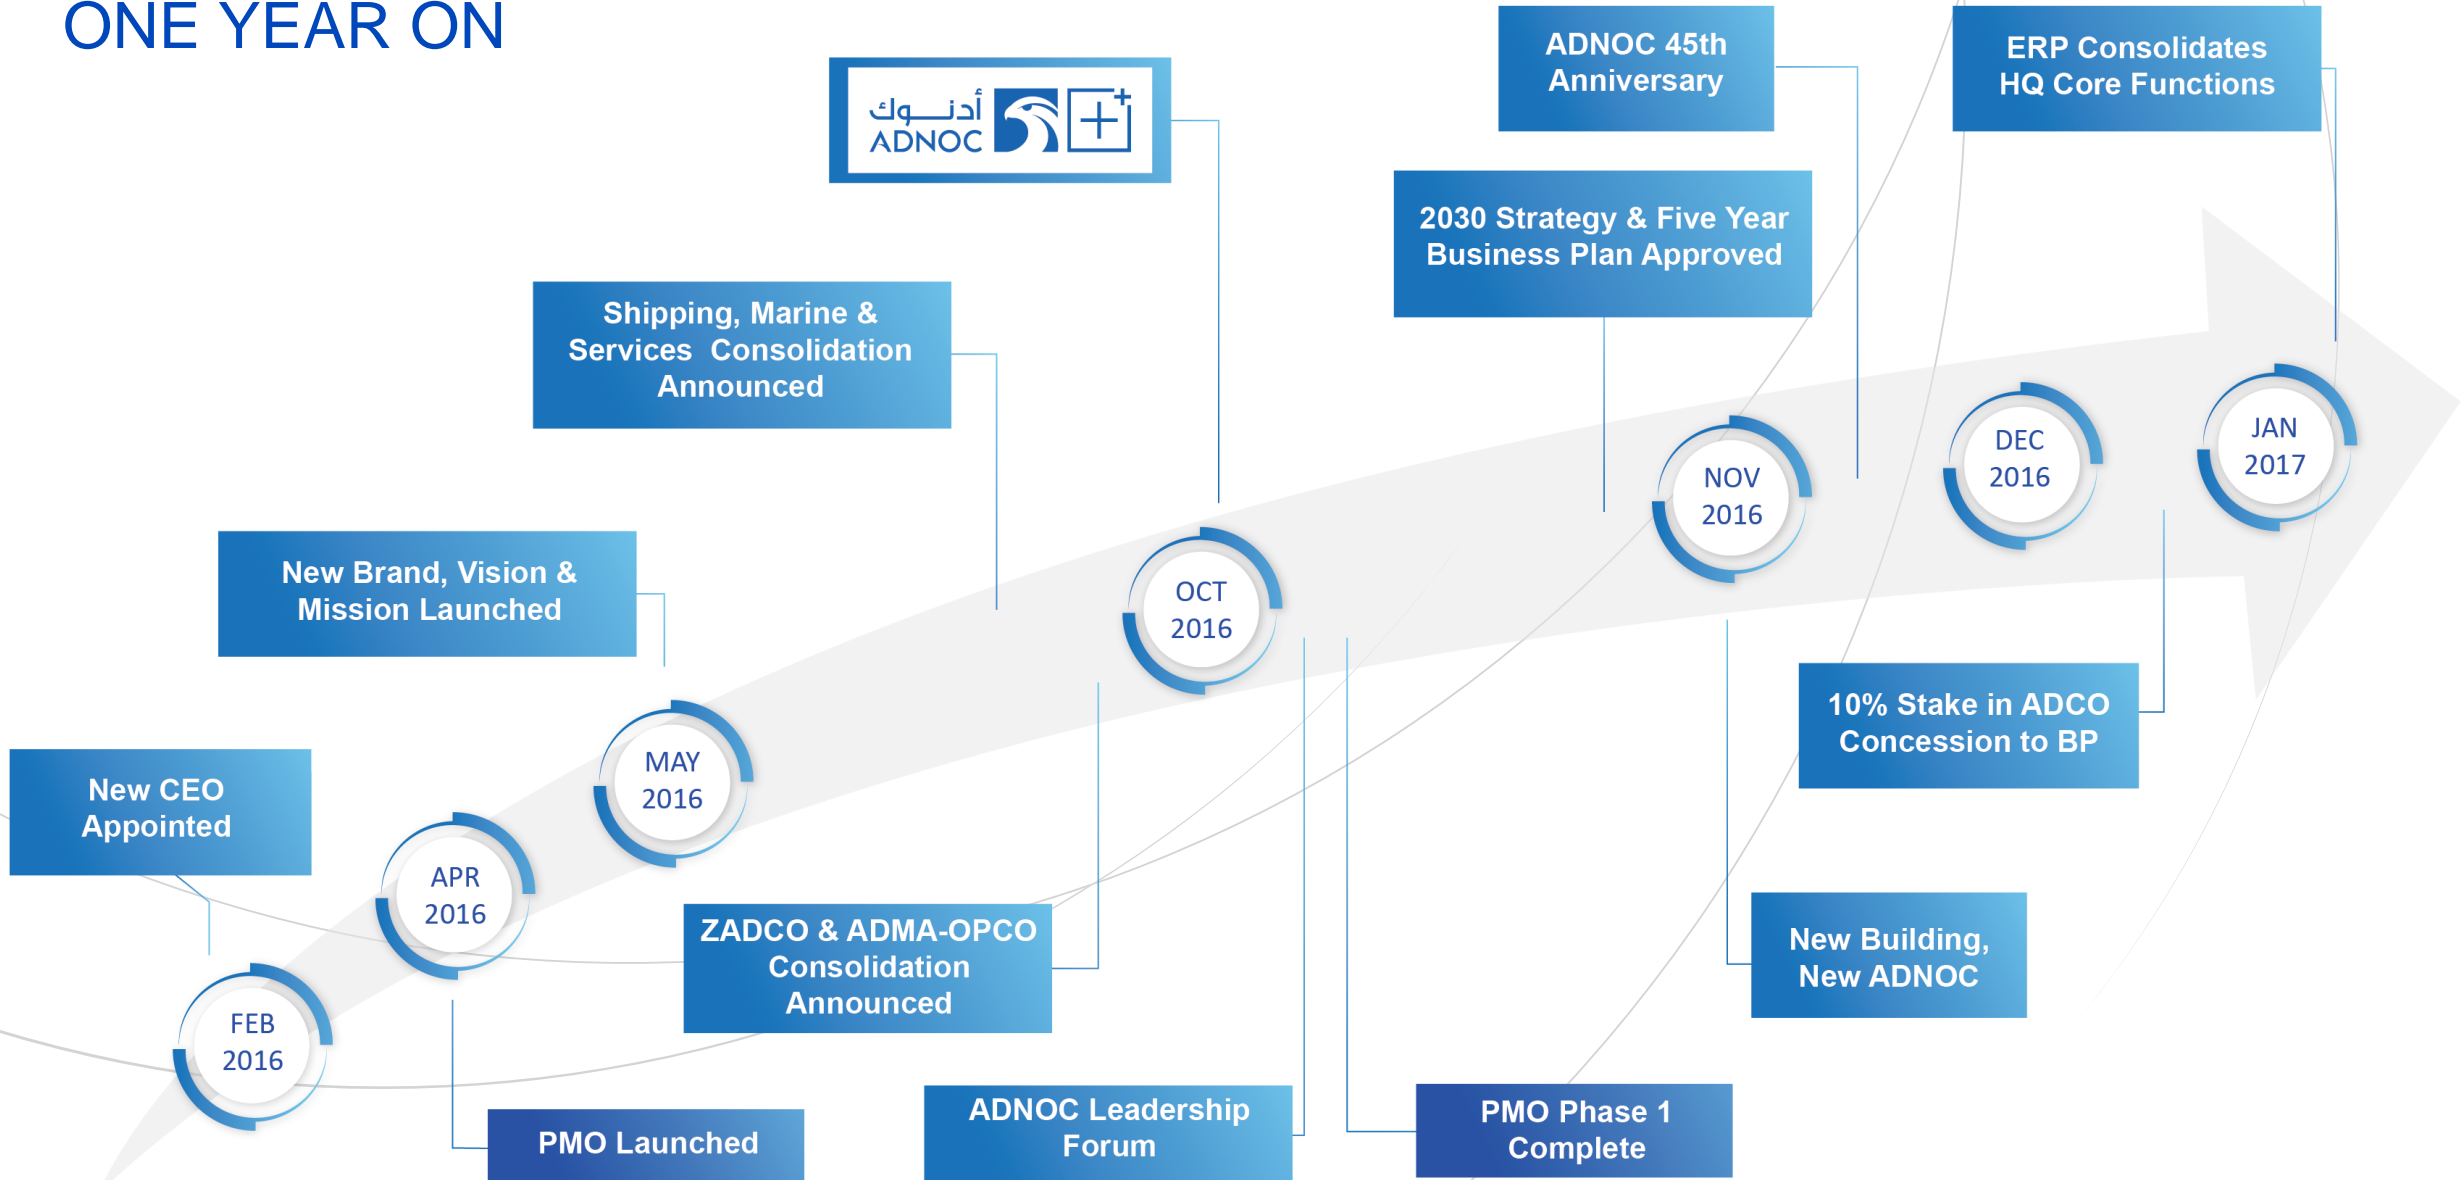 ONE YEAR ON
ADNOC 45th
Anniversary
ERP Consolidates
HQ Core Functions
أدنوك
ADNOC
2030 Strategy & Five Year
Business Plan Approved
Shipping, Marine &
Services  Consolidation
Announced
New Brand, Vision &
Mission Launched
New CEO
Appointed
FEB
2016
APR
2016
MAY
2016
OCT
2016
NOV
2016
DEC
2016
JAN
2017
10% Stake in ADCO
Concession to BP
New Building,
New ADNOC
ZADCO & ADMA-OPCO
Consolidation
Announced
PMO Launched
ADNOC Leadership
Forum
PMO Phase 1
Complete